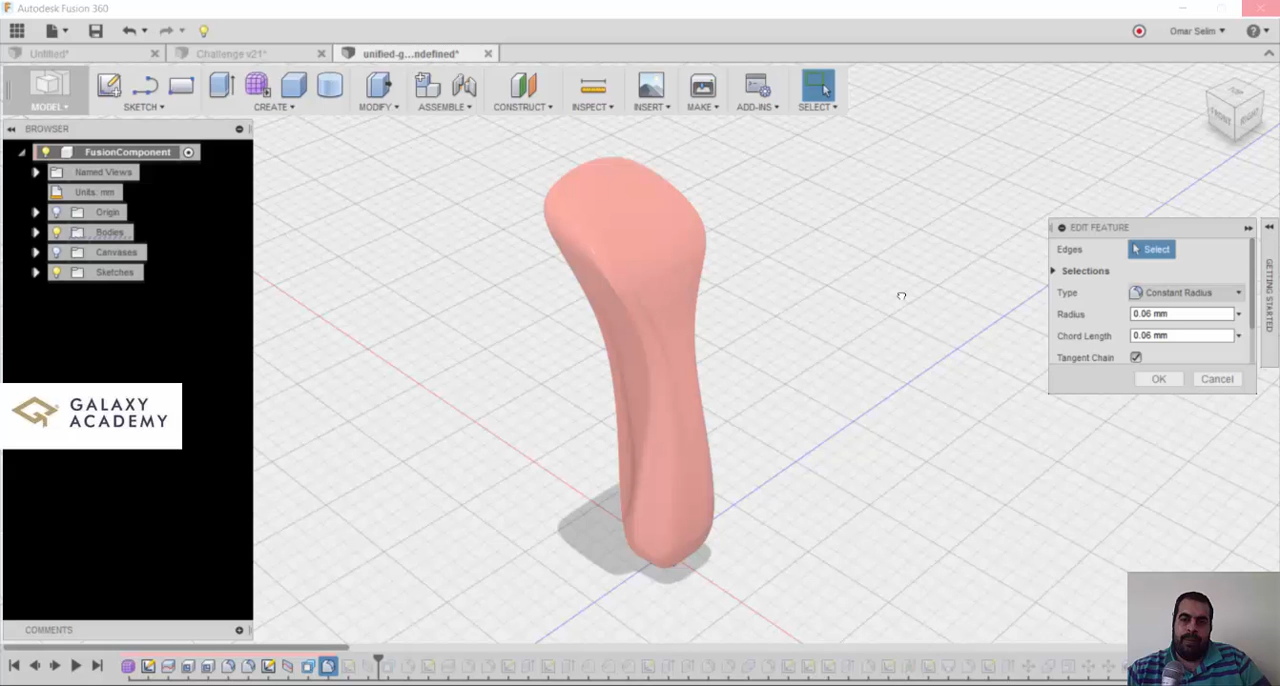 Autodesk Fusion 360
Omar Selim
Untitled*
Challenge v21*
unified-g...ndefined*
MODEL
SKETCH
CREATE
MODIFY
ASSEMBLE
CONSTRUCT
INSPECT
INSERT
MAKE
ADD-INS
SELECT
TOP
FRONT
RIGHT
BROWSER
FusionComponent
Named Views
Units: mm
Origin
Bodies
Canvases
Sketches
EDIT FEATURE
Edges Select
Selections
Type Constant Radius
Radius 0.06 mm
Chord Length 0.06 mm
Tangent Chain
OK Cancel
GETTING STARTED
GALAXY
ACADEMY
COMMENTS